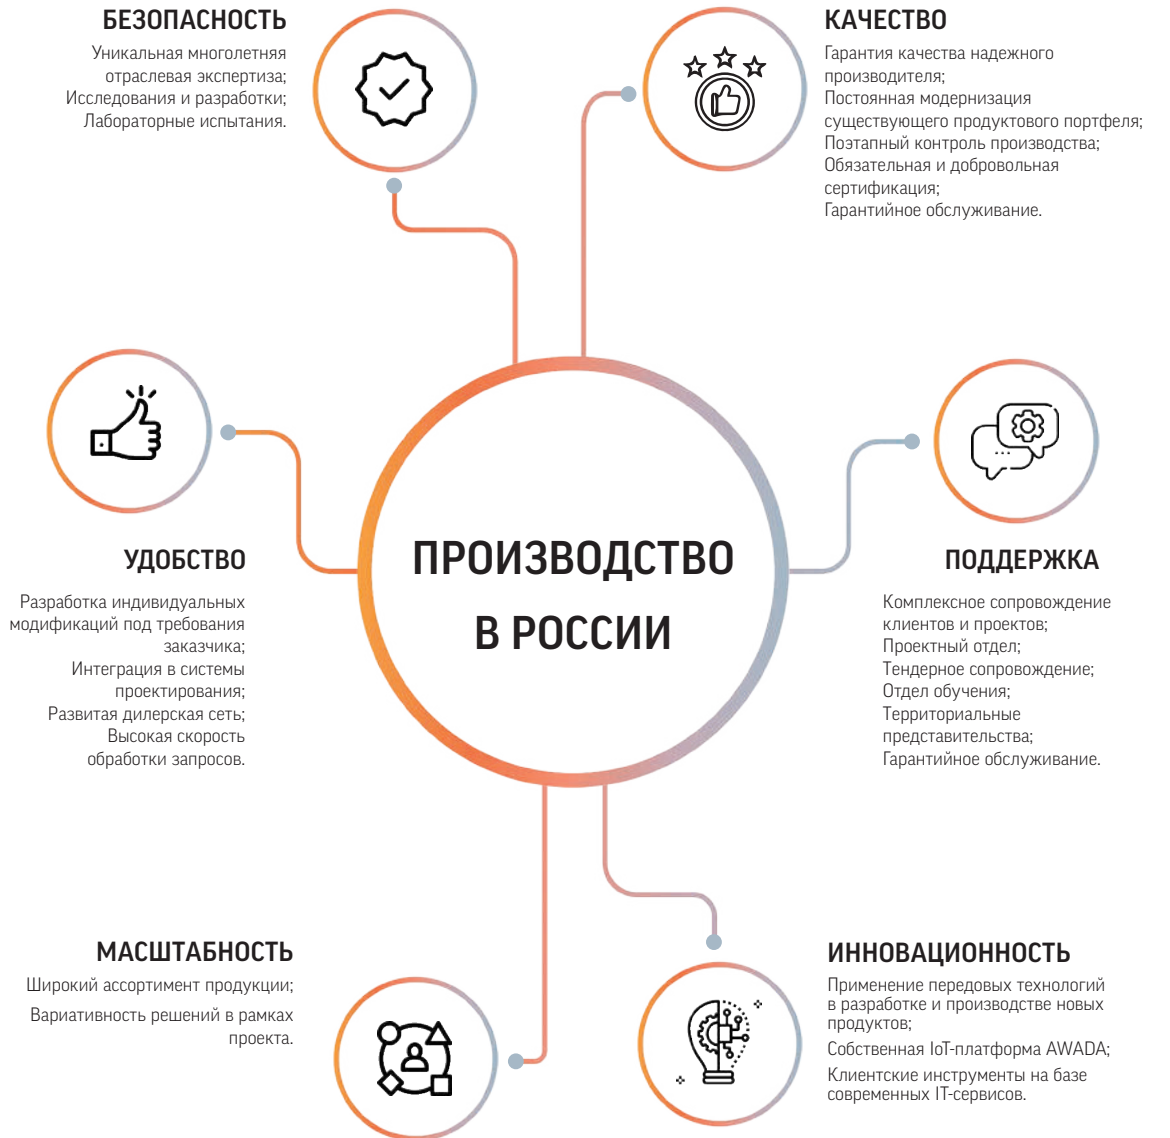 БЕЗОПАСНОСТЬ
Уникальная многолетняя
отраслевая экспертиза;
Исследования и разработки;
Лабораторные испытания.
КАЧЕСТВО
Гарантия качества надежного
производителя;
Постоянная модернизация
существующего продуктового портфеля;
Поэтапный контроль производства;
Обязательная и добровольная
сертификация;
Гарантийное обслуживание.
ПРОИЗВОДСТВО
В РОССИИ
УДОБСТВО
Разработка индивидуальных
модификаций под требования
заказчика;
Интеграция в системы
проектирования;
Развитая дилерская сеть;
Высокая скорость
обработки запросов.
ПОДДЕРЖКА
Комплексное сопровождение
клиентов и проектов;
Проектный отдел;
Тендерное сопровождение;
Отдел обучения;
Территориальные
представительства;
Гарантийное обслуживание.
МАСШТАБНОСТЬ
Широкий ассортимент продукции;
Вариативность решений в рамках
проекта.
ИННОВАЦИОННОСТЬ
Применение передовых технологий
в разработке и производстве новых
продуктов;
Собственная IoT-платформа AWADA;
Клиентские инструменты на базе
современных IT-сервисов.